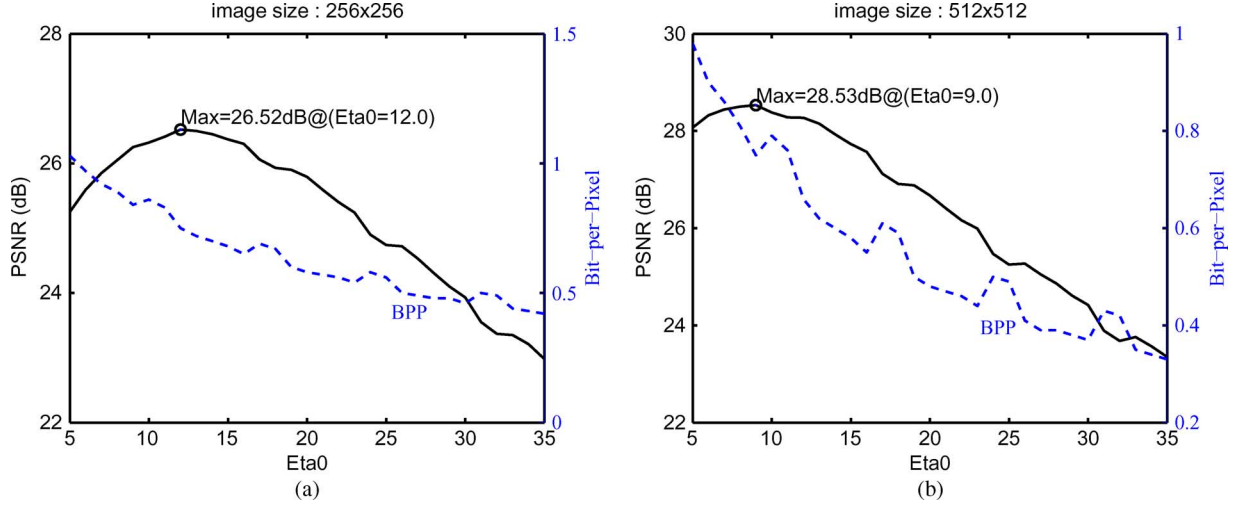 image size : 256x256
28
26
24
22
PSNR (dB)
1.5
1
0.5
0
Bit−per−Pixel
Max=26.52dB@(Eta0=12.0)
BPP
5 10 15 20 25 30 35
Eta0
(a)
image size : 512x512
30
28
26
24
22
PSNR (dB)
1
0.8
0.6
0.4
0.2
Bit−per−Pixel
Max=28.53dB@(Eta0=9.0)
BPP
5 10 15 20 25 30 35
Eta0
(b)